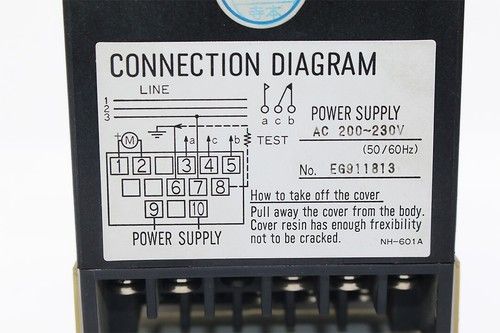 CONNECTION DIAGRAM
LINE
1
2
3
a c b
POWER SUPPLY
AC 200~230V
(50/60Hz)
+ M a c b TEST
1 2 3 4 5
6 7 8
9 10
POWER SUPPLY
No. EG911813
How to take off the cover
Pull away the cover from the body.
Cover resin has enough frexibility
not to be cracked.
NH-601A